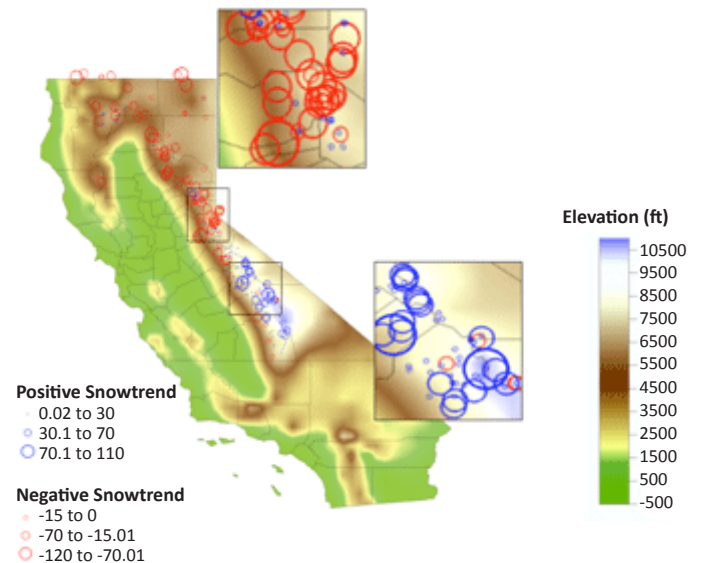 Elevation (ft)
10500
9500
8500
7500
6500
5500
4500
3500
2500
1500
500
-500
Positive Snowtrend
0.02 to 30
30.1 to 70
70.1 to 110
Negative Snowtrend
-15 to 0
-70 to -15.01
-120 to -70.01